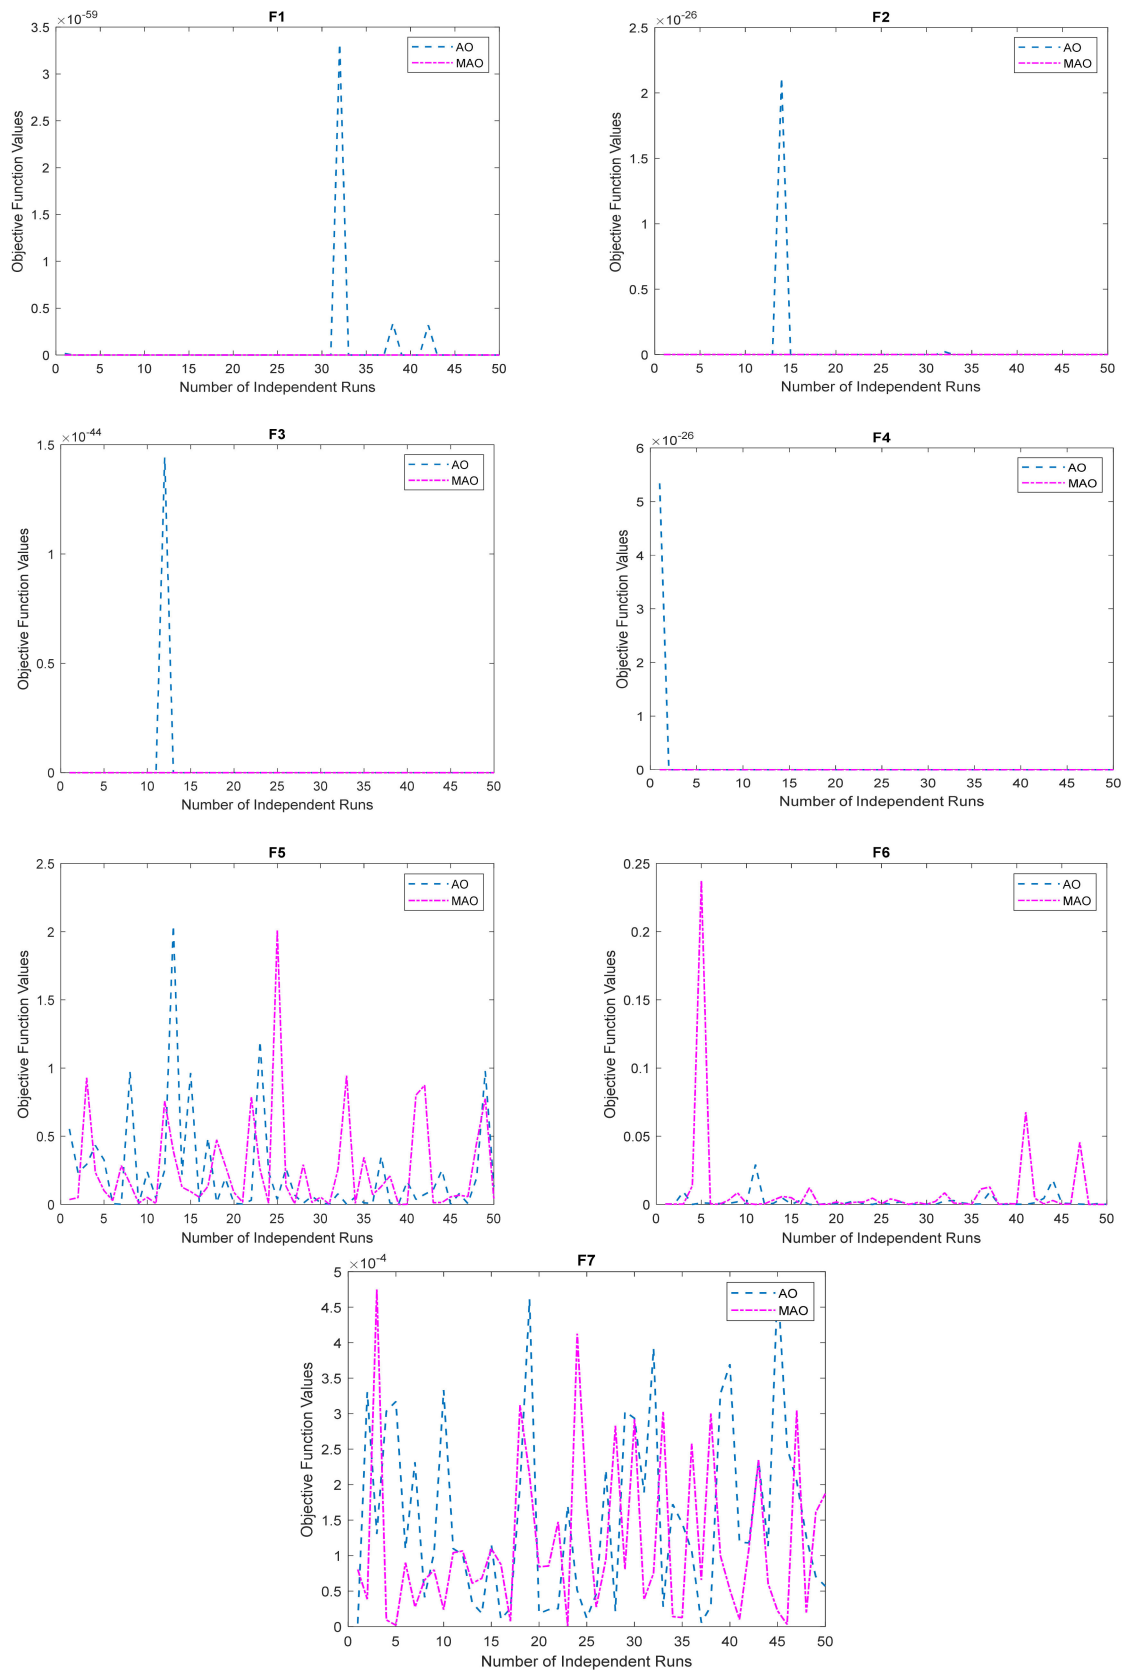 F1
×10-59
3.5
3
2.5
2
1.5
1
0.5
0
Objective Function Values
AO
MAO
0 5 10 15 20 25 30 35 40 45 50
Number of Independent Runs
F2
×10-26
2.5
2
1.5
1
0.5
0
Objective Function Values
AO
MAO
0 5 10 15 20 25 30 35 40 45 50
Number of Independent Runs
F3
×10-44
1.5
1
0.5
0
Objective Function Values
AO
MAO
0 5 10 15 20 25 30 35 40 45 50
Number of Independent Runs
F4
×10-26
6
5
4
3
2
1
0
Objective Function Values
AO
MAO
0 5 10 15 20 25 30 35 40 45 50
Number of Independent Runs
F5
2.5
2
1.5
1
0.5
0
Objective Function Values
AO
MAO
0 5 10 15 20 25 30 35 40 45 50
Number of Independent Runs
F6
0.25
0.2
0.15
0.1
0.05
0
Objective Function Values
AO
MAO
0 5 10 15 20 25 30 35 40 45 50
Number of Independent Runs
F7
×10-4
5
4.5
4
3.5
3
2.5
2
1.5
1
0.5
0
Objective Function Values
AO
MAO
0 5 10 15 20 25 30 35 40 45 50
Number of Independent Runs